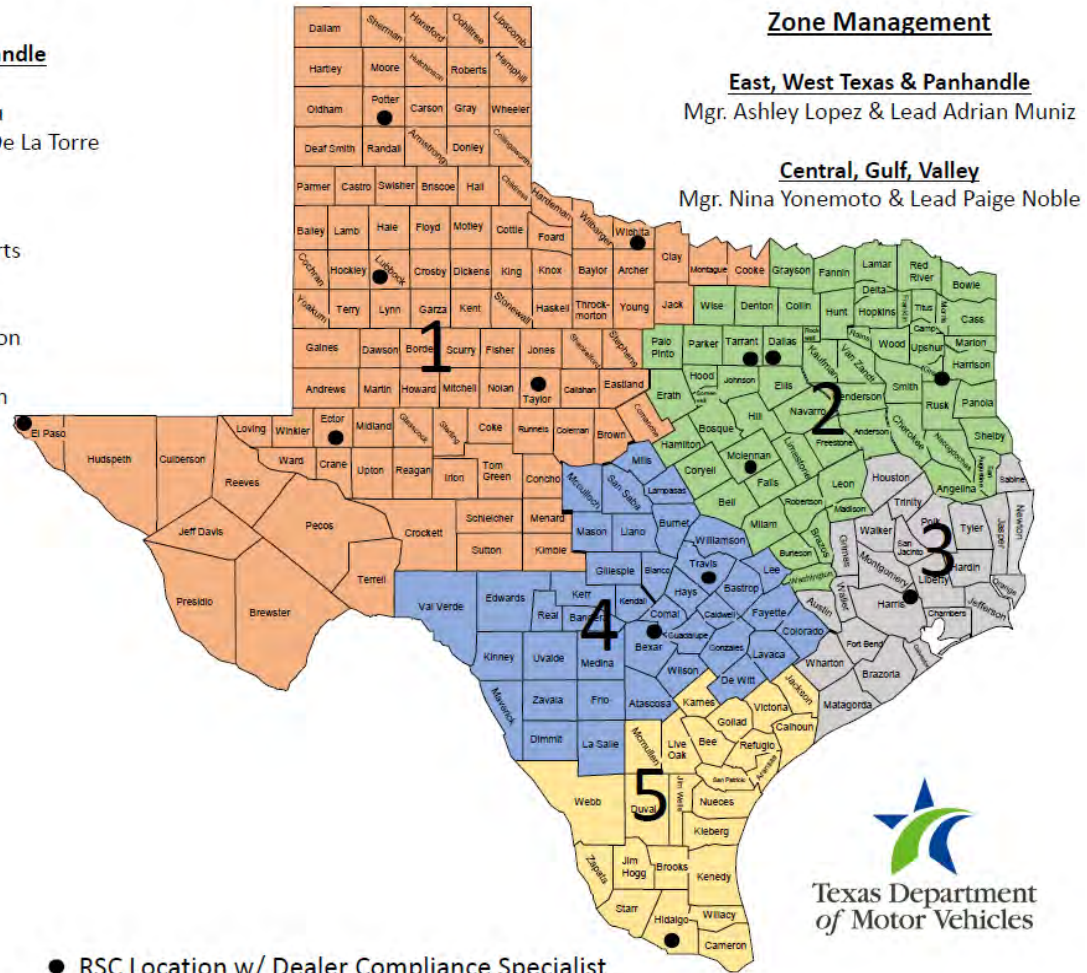 Zone Management
East, West Texas & Panhandle
Mgr. Ashley Lopez & Lead Adrian Muniz
Central, Gulf, Valley
Mgr. Nina Yonemoto & Lead Paige Noble
ndle
De La Torre
rts
on
Dallam Sherman Hansford Ochiltree Lipscomb
Hartley Moore Hutchinson Roberts Hemphill
Oldham Potter Carson Gray Wheeler
Deaf Smith Randall Armstrong Donley Collingsworth
Parmer Castro Swisher Briscoe Hall Childress Hardeman
Bailey Lamb Hale Floyd Motley Cottle Foard Wilbarger Wichita
Cochran Hockley Lubbock Crosby Dickens King Knox Baylor Archer Clay Montague Cooke Grayson Fannin Lamar Red River Bowie
Yoakum Terry Lynn Garza Kent Stonewall Haskell Throck-morton Young Jack Wise Denton Collin Hunt Delta Hopkins Franklin Titus Morris Camp Cass
Gaines Dawson Borden Scurry Fisher Jones Shackelford Stephens Palo Pinto Parker Tarrant Dallas Rockwall Kaufman Rains Wood Upshur Marion
1
Andrews Martin Howard Mitchell Nolan Taylor Callahan Eastland Erath Hood Somervell Johnson Ellis Van Zandt Henderson Smith Harrison
2
El Paso Loving Winkler Ector Midland Glasscock Sterling Coke Runnels Coleman Brown Comanche Hamilton Bosque Hill Navarro Anderson Cherokee Rusk Panola
Hudspeth Culberson Reeves Ward Crane Upton Reagan Irion Tom Green Concho Mcculloch San Saba Mills Lampasas Coryell Mclennan Limestone Freestone Nacogdoches Shelby San Augustine
Jeff Davis Pecos Crockett Schleicher Menard Mason Llano Burnet Bell Falls Robertson Leon Houston Angelina Sabine
Presidio Brewster Terrell Sutton Kimble Gillespie Blanco Williamson Milam Brazos Madison Trinity Walker Polk Tyler Jasper Newton
3
Val Verde Edwards Kerr Real Bandera Kendall Hays Travis Bastrop Lee Burleson Washington Grimes Montgomery San Jacinto Liberty Hardin Orange Jefferson
4
Kinney Uvalde Medina Bexar Comal Guadalupe Caldwell Fayette Colorado Austin Waller Harris Chambers
Maverick Zavala Frio Atascosa Wilson Gonzales Lavaca De Witt Wharton Fort Bend Brazoria
Dimmit La Salle Mcmullen Live Oak Karnes Goliad Victoria Jackson Matagorda
Bee Refugio Calhoun Aransas San Patricio
Webb Duval Jim Wells Nueces Kleberg
5
Zapata Jim Hogg Brooks Kenedy
Starr Hidalgo Willacy Cameron
Texas Department
of Motor Vehicles
RSC Location w/ Dealer Compliance Specialist